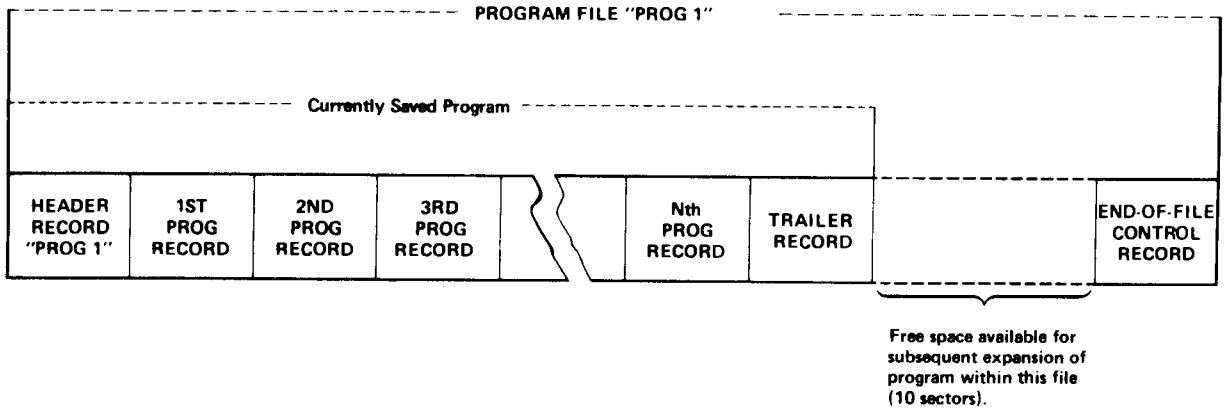 PROGRAM FILE "PROG 1"
Currently Saved Program
HEADER
RECORD
"PROG 1"
1ST
PROG
RECORD
2ND
PROG
RECORD
3RD
PROG
RECORD
Nth
PROG
RECORD
TRAILER
RECORD
END-OF-FILE
CONTROL
RECORD
Free space available for
subsequent expansion of
program within this file
(10 sectors).